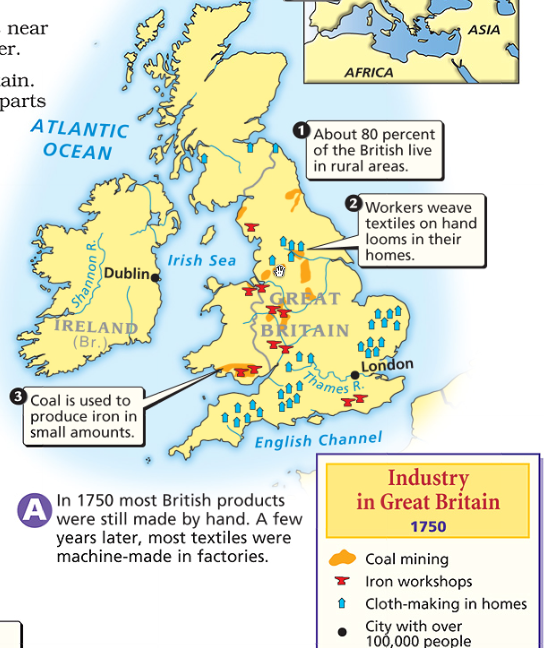 near
er.
ain.
parts
ASIA
AFRICA
ATLANTIC
OCEAN
1 About 80 percent
of the British live
in rural areas.
2 Workers weave
textiles on hand
looms in their
homes.
Irish Sea
Shannon R.
Dublin
GREAT
BRITAIN
IRELAND
(Br.)
London
Thames R.
3 Coal is used to
produce iron in
small amounts.
English Channel
A In 1750 most British products
were still made by hand. A few
years later, most textiles were
machine-made in factories.
Industry
in Great Britain
1750
Coal mining
Iron workshops
Cloth-making in homes
City with over
100,000 people